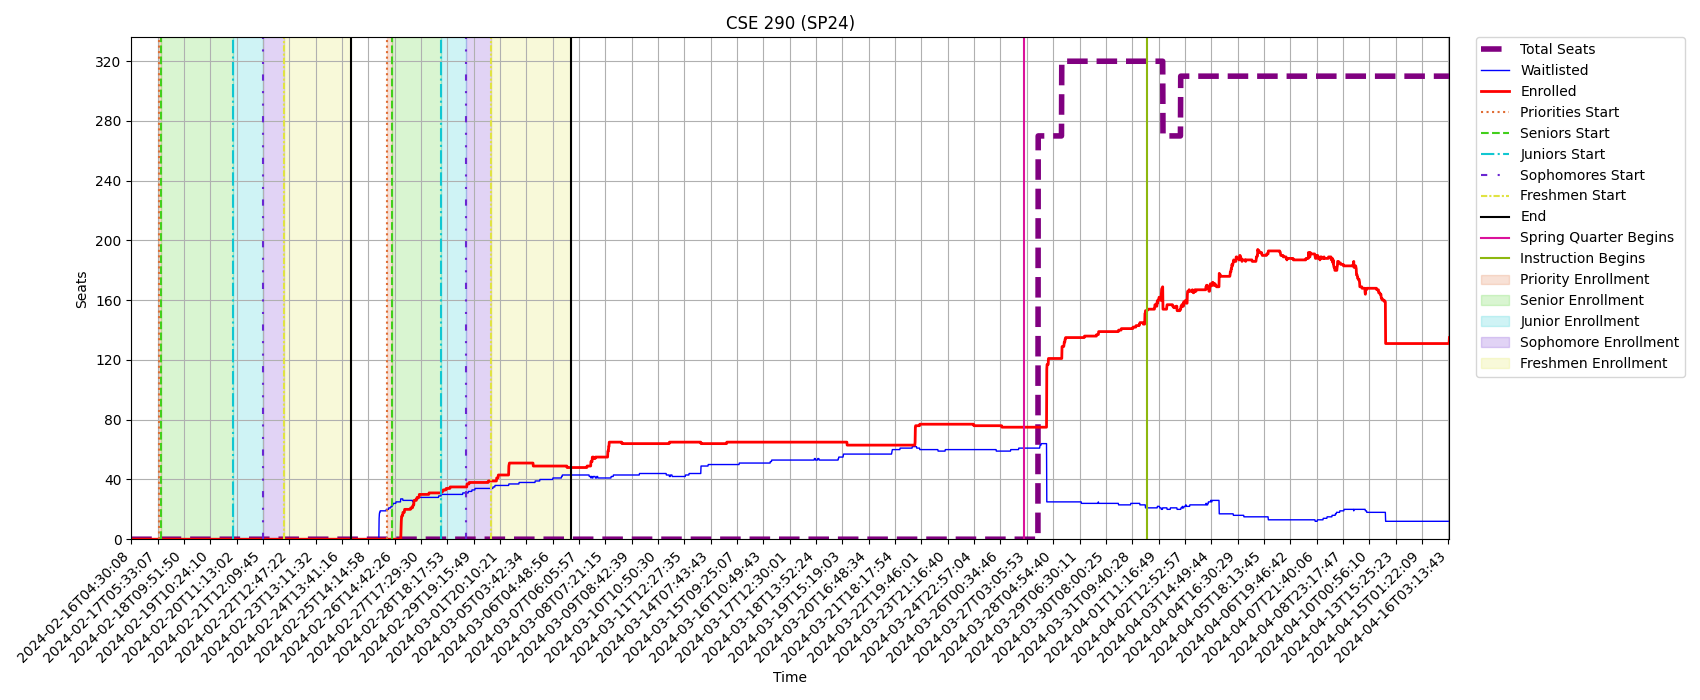 CSE 290 (SP24)
Seats
320
280
240
200
160
120
80
40
0
2024-02-16T04:30:08
2024-02-17T05:33:07
2024-02-18T09:51:50
2024-02-19T10:24:10
2024-02-20T11:13:02
2024-02-21T12:09:45
2024-02-22T12:47:22
2024-02-23T13:11:32
2024-02-24T13:41:16
2024-02-25T14:14:58
2024-02-26T14:42:26
2024-02-27T17:29:30
2024-02-28T18:17:53
2024-02-29T19:15:49
2024-03-01T20:10:21
2024-03-05T03:42:34
2024-03-06T04:48:56
2024-03-07T06:05:57
2024-03-08T07:21:15
2024-03-09T08:42:39
2024-03-10T10:50:30
2024-03-11T12:27:35
2024-03-14T07:43:43
2024-03-15T09:25:07
2024-03-16T10:49:43
2024-03-17T12:30:01
2024-03-18T13:52:24
2024-03-19T15:19:03
2024-03-20T16:48:34
2024-03-21T18:17:54
2024-03-22T19:46:01
2024-03-23T21:16:40
2024-03-24T22:57:04
2024-03-26T00:34:46
2024-03-27T03:05:53
2024-03-28T04:54:40
2024-03-29T06:30:11
2024-03-30T08:00:25
2024-03-31T09:40:28
2024-04-01T11:16:49
2024-04-02T12:52:57
2024-04-03T14:49:44
2024-04-04T16:30:29
2024-04-05T18:13:45
2024-04-06T19:46:42
2024-04-07T21:40:06
2024-04-08T23:17:47
2024-04-10T00:56:10
2024-04-13T15:25:23
2024-04-15T01:22:09
2024-04-16T03:13:43
Time
Total Seats
Waitlisted
Enrolled
Priorities Start
Seniors Start
Juniors Start
Sophomores Start
Freshmen Start
End
Spring Quarter Begins
Instruction Begins
Priority Enrollment
Senior Enrollment
Junior Enrollment
Sophomore Enrollment
Freshmen Enrollment